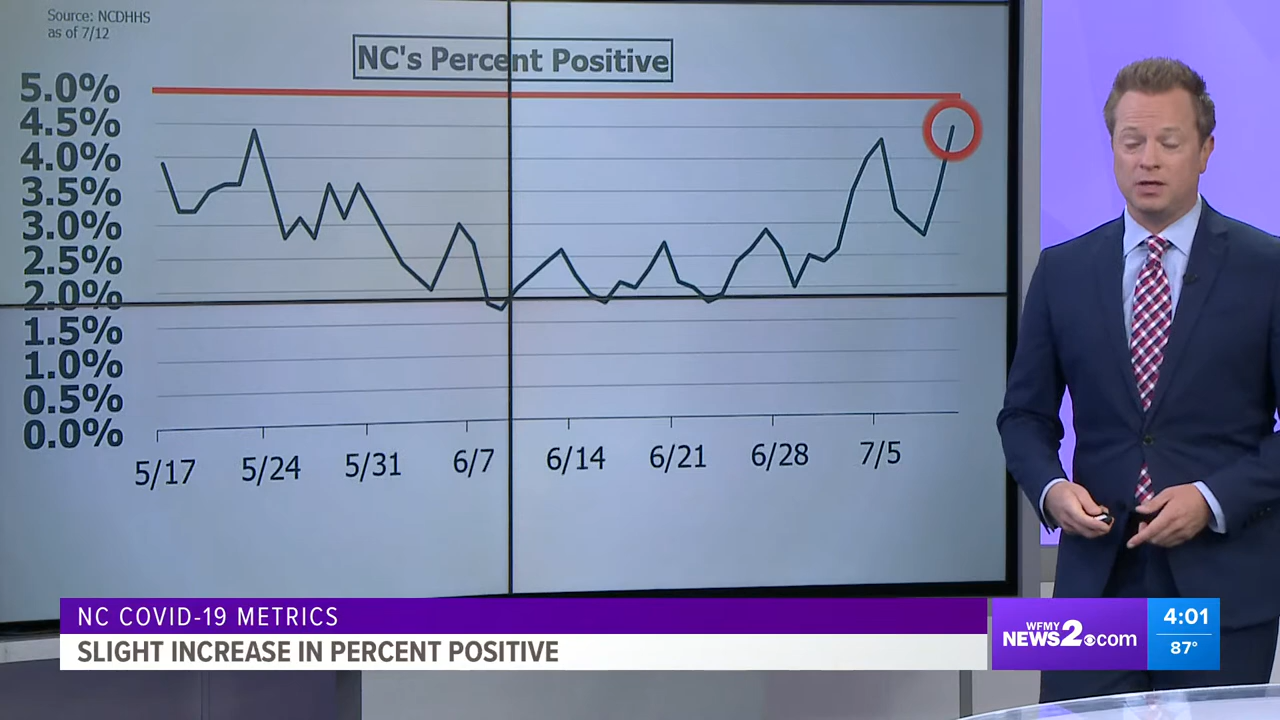 Source: NCDHHS
as of 7/12
NC's Percent Positive
5.0%
4.5%
4.0%
3.5%
3.0%
2.5%
2.0%
1.5%
1.0%
0.5%
0.0%
5/17 5/24 5/31 6/7 6/14 6/21 6/28 7/5
NC COVID-19 METRICS
SLIGHT INCREASE IN PERCENT POSITIVE
WFMY
NEWS2 com
4:01
87°